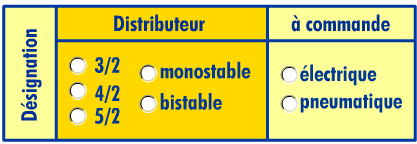 Désignation
Distributeur
à commande
3/2
4/2
5/2
monostable
bistable
électrique
pneumatique